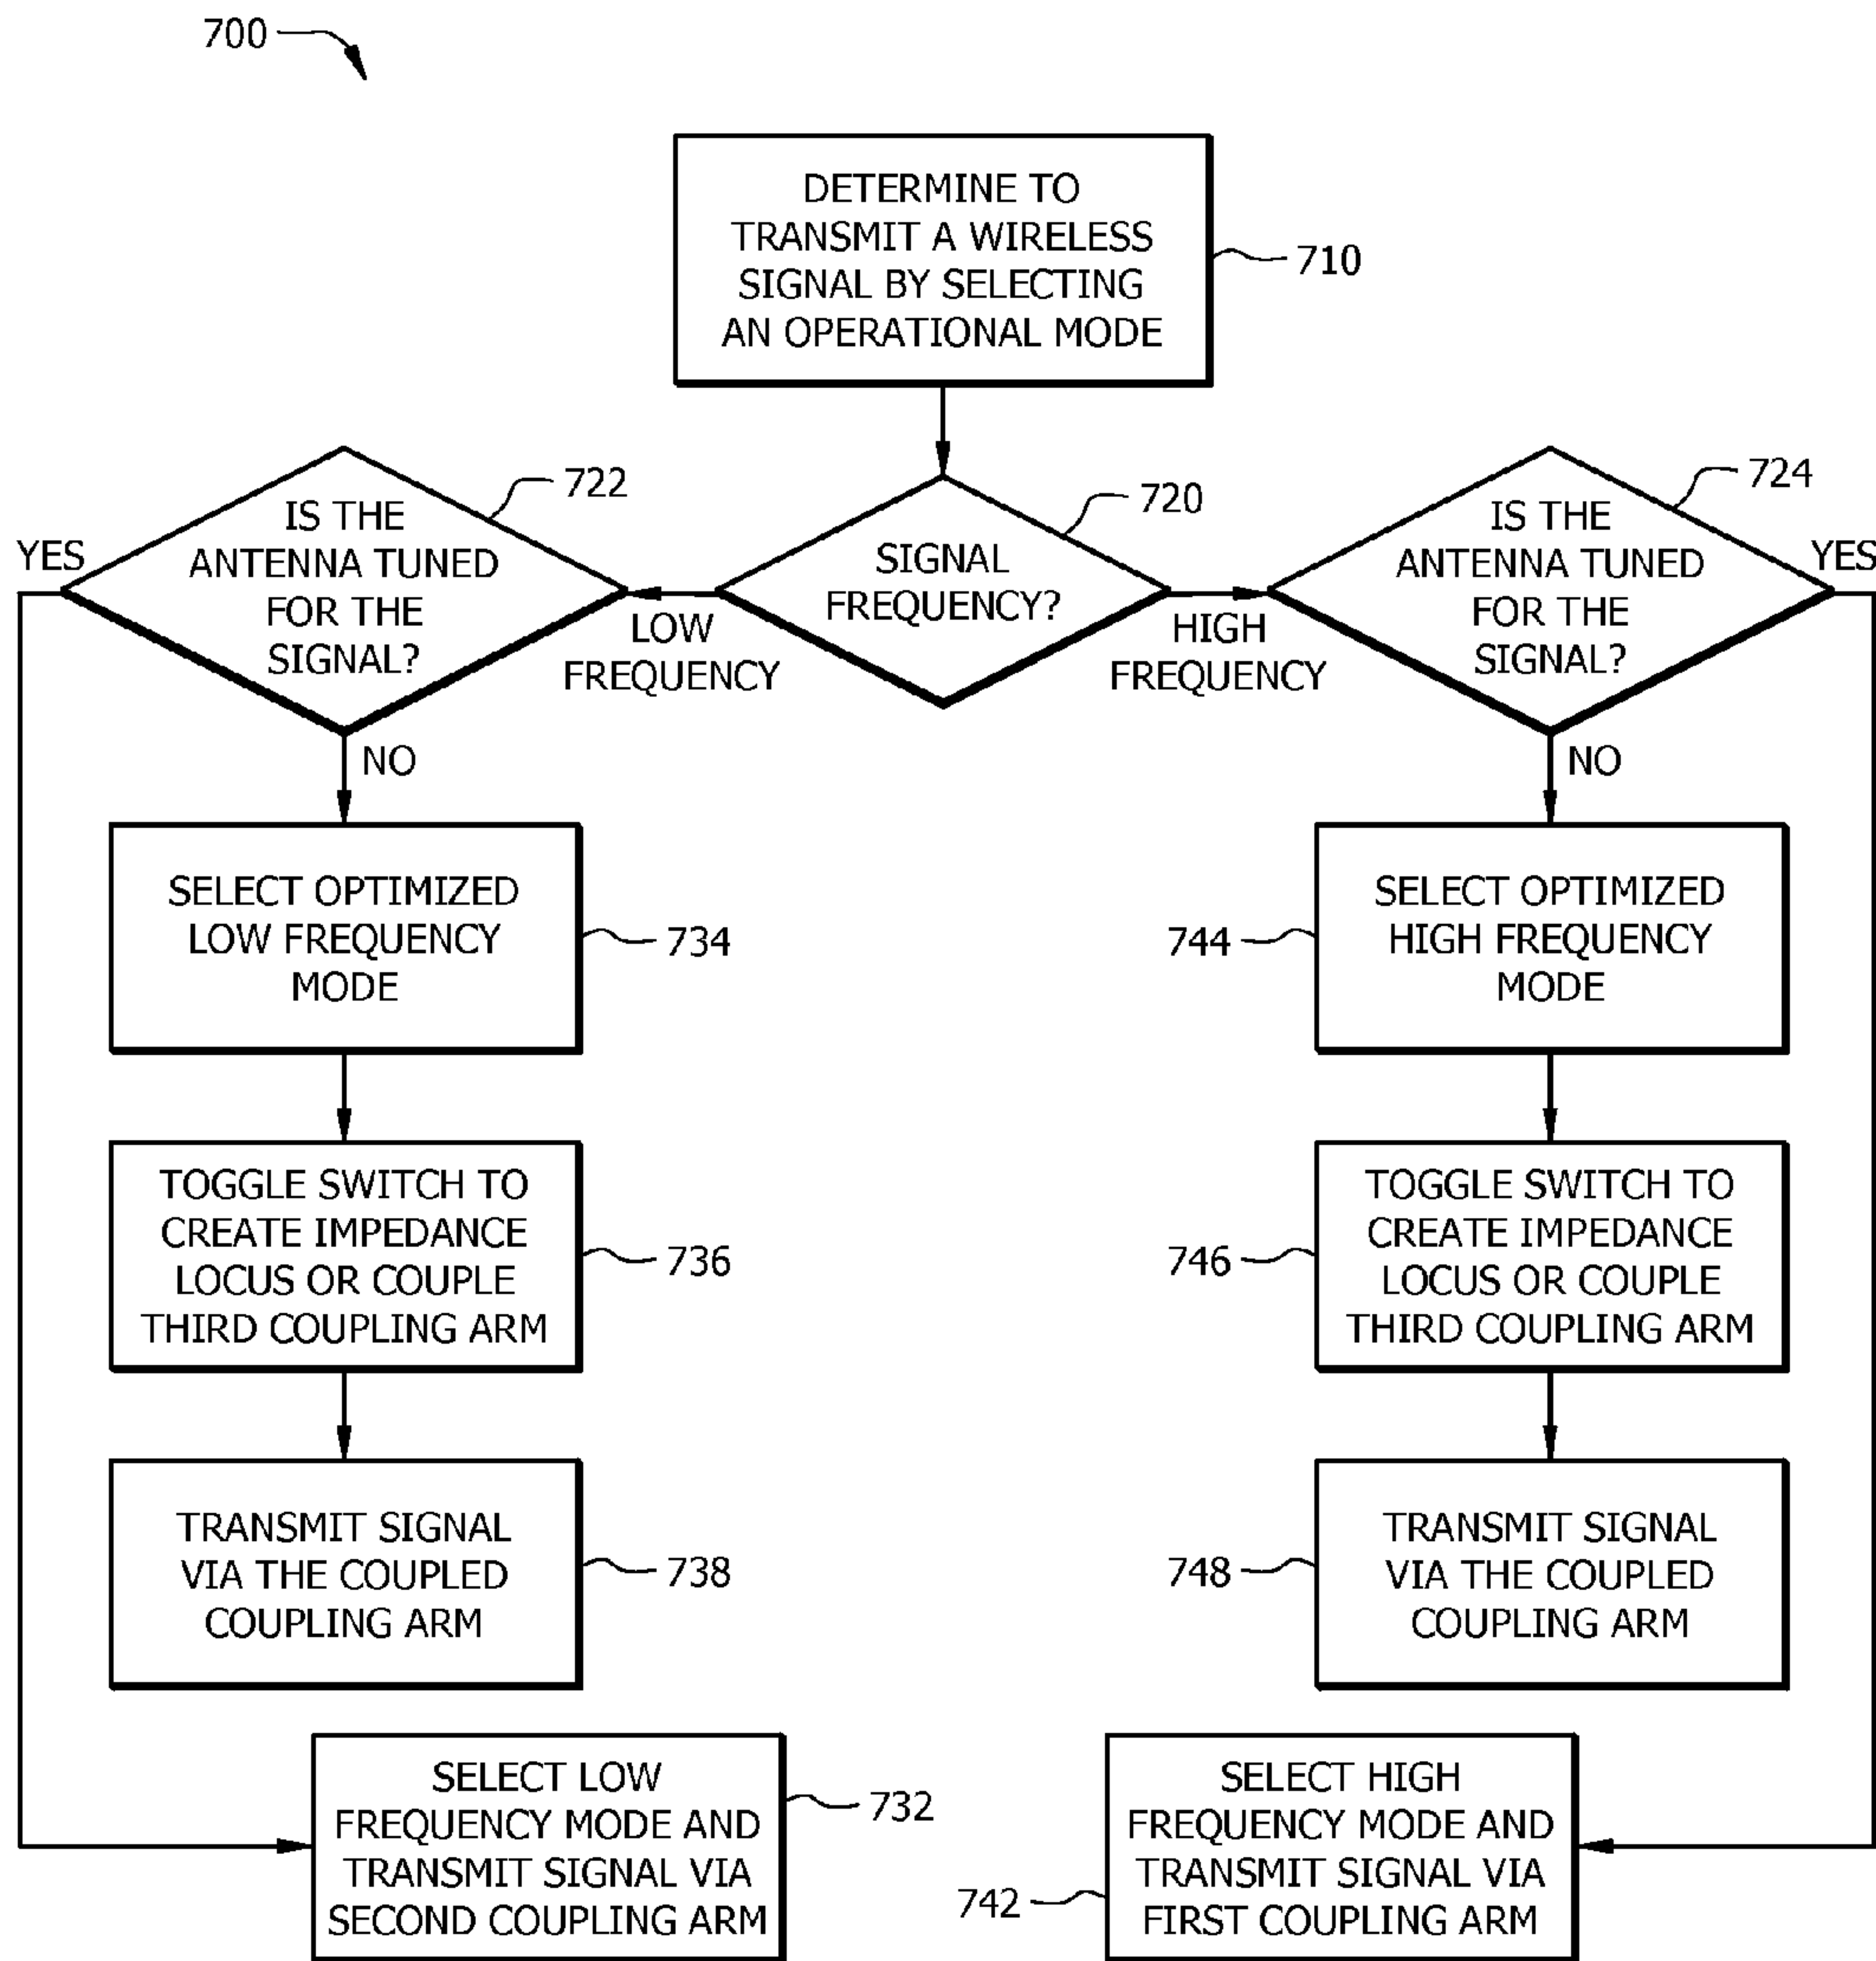 700
DETERMINE TO
TRANSMIT A WIRELESS
SIGNAL BY SELECTING
AN OPERATIONAL MODE
710
722
IS THE
ANTENNA TUNED
FOR THE
SIGNAL?
YES
NO
720
SIGNAL
FREQUENCY?
LOW
FREQUENCY
HIGH
FREQUENCY
724
IS THE
ANTENNA TUNED
FOR THE
SIGNAL?
YES
NO
SELECT OPTIMIZED
LOW FREQUENCY
MODE
734
744
SELECT OPTIMIZED
HIGH FREQUENCY
MODE
TOGGLE SWITCH TO
CREATE IMPEDANCE
LOCUS OR COUPLE
THIRD COUPLING ARM
736
746
TOGGLE SWITCH TO
CREATE IMPEDANCE
LOCUS OR COUPLE
THIRD COUPLING ARM
TRANSMIT SIGNAL
VIA THE COUPLED
COUPLING ARM
738
748
TRANSMIT SIGNAL
VIA THE COUPLED
COUPLING ARM
SELECT LOW
FREQUENCY MODE AND
TRANSMIT SIGNAL VIA
SECOND COUPLING ARM
732
742
SELECT HIGH
FREQUENCY MODE AND
TRANSMIT SIGNAL VIA
FIRST COUPLING ARM